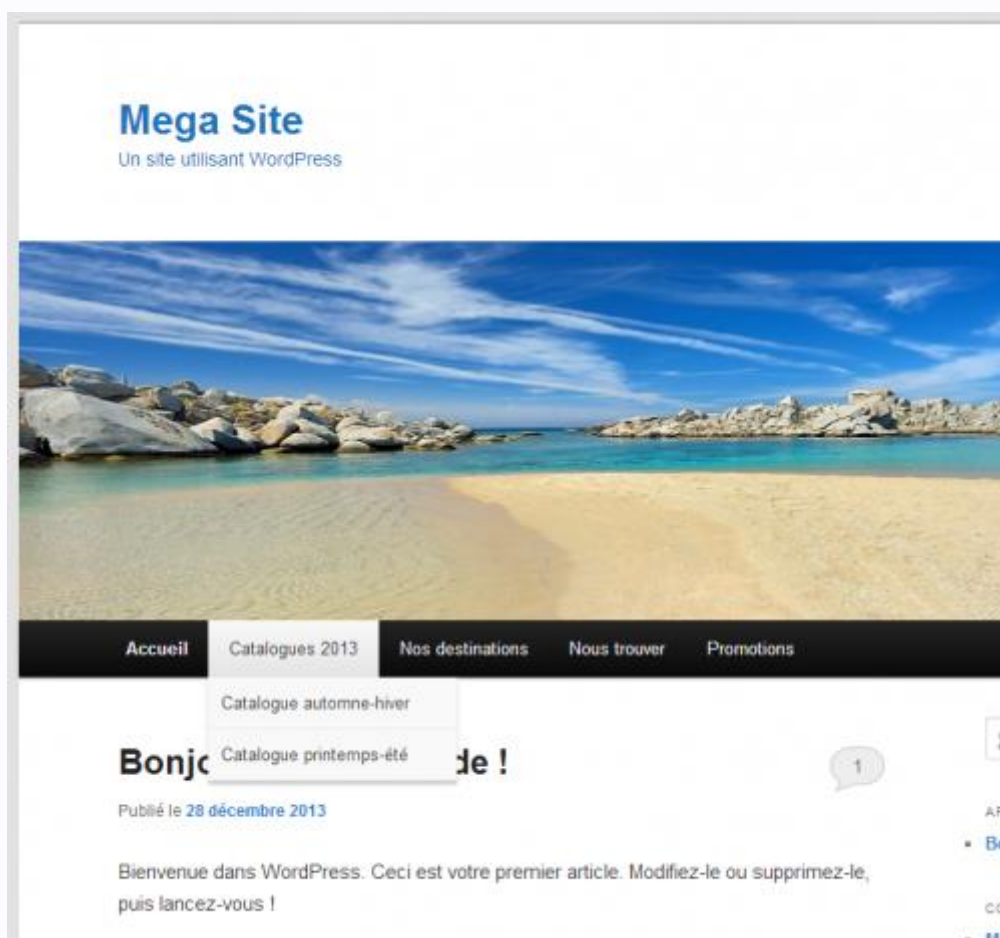 Mega Site
Un site utilisant WordPress
Accueil Catalogues 2013 Nos destinations Nous trouver Promotions
Catalogue automne-hiver
Catalogue printemps-été
de !
1
Publié le 28 décembre 2013
Bienvenue dans WordPress. Ceci est votre premier article. Modifiez-le ou supprimez-le,
puis lancez-vous !